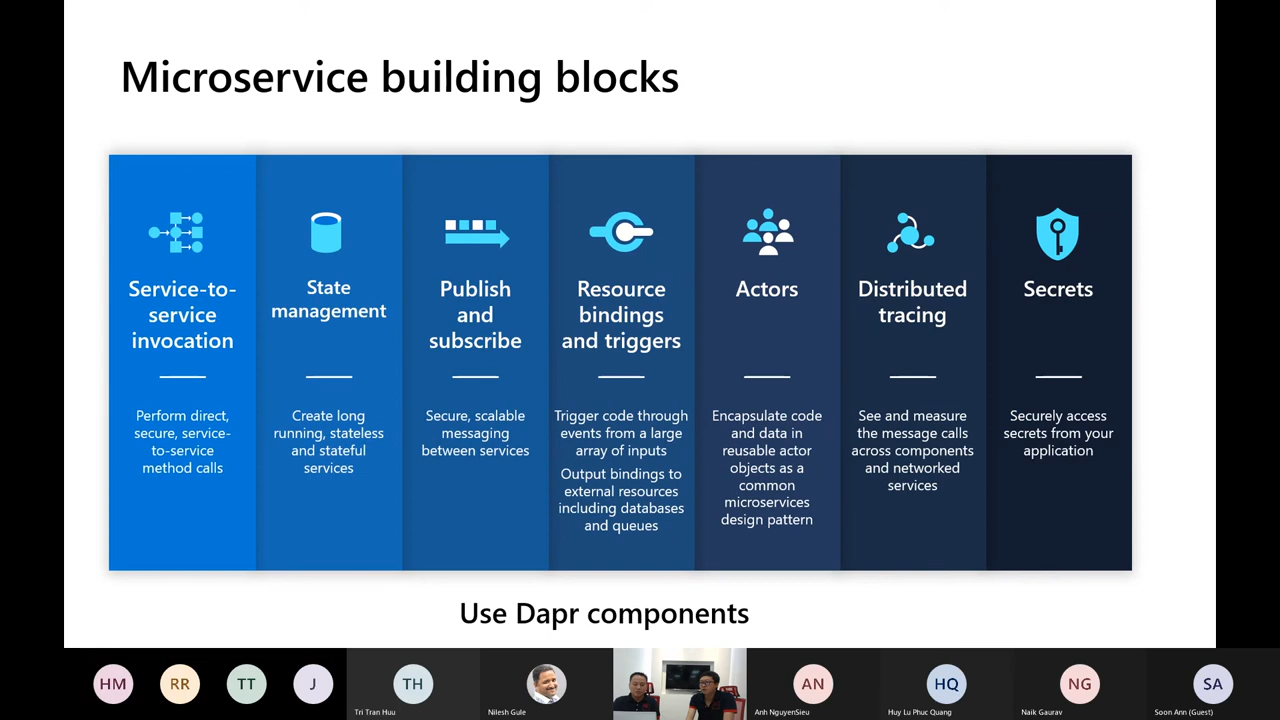 Microservice building blocks
Service-to-
service
invocation
Perform direct,
secure, service-
to-service
method calls
State
management
Create long
running, stateless
and stateful
services
Publish
and
subscribe
Secure, scalable
messaging
between services
Resource
bindings
and triggers
Trigger code through
events from a large
array of inputs
Output bindings to
external resources
including databases
and queues
Actors
Encapsulate code
and data in
reusable actor
objects as a
common
microservices
design pattern
Distributed
tracing
See and measure
the message calls
across components
and networked
services
Secrets
Securely access
secrets from your
application
Use Dapr components
HM
RR
TT
J
TH
Tri Tran Huu
Nilesh Gule
AN
Anh NguyenSieu
HQ
Huy Lu Phuc Quang
NG
Naik Gaurav
SA
Soon Ann (Guest)